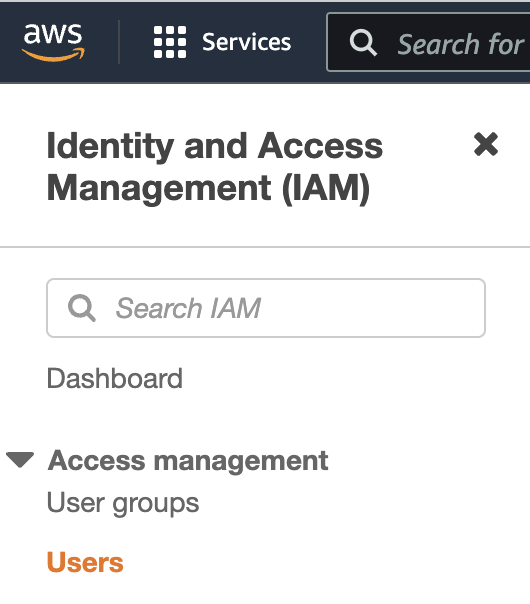 aws
Services
Search for
Identity and Access
Management (IAM)
Search IAM
Dashboard
Access management
User groups
Users